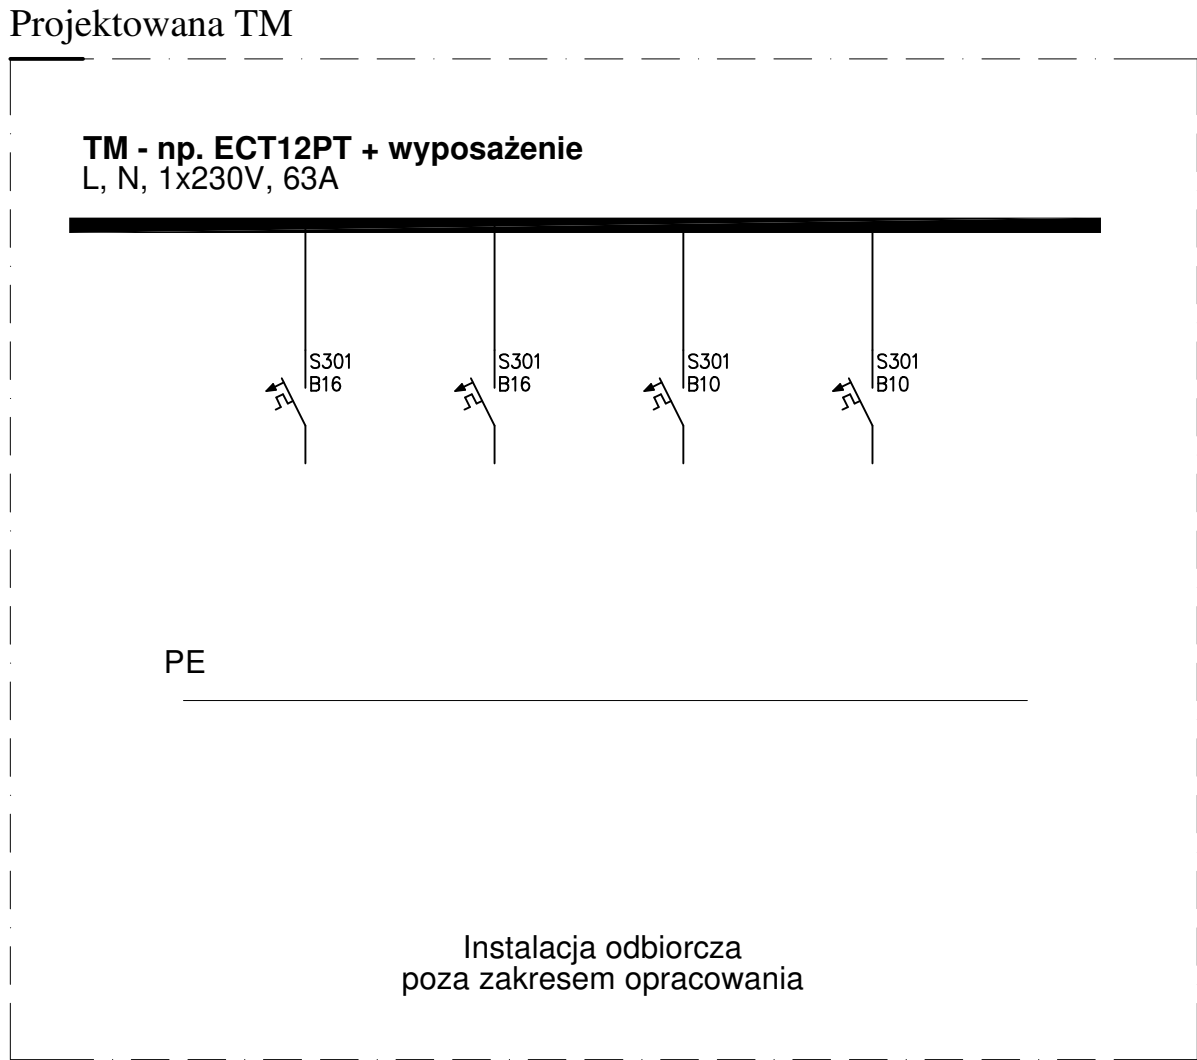 Projektowana TM
TM - np. ECT12PT + wyposażenie
L, N, 1x230V, 63A
S301
B16
S301
B16
S301
B10
S301
B10
PE
Instalacja odbiorcza
poza zakresem opracowania